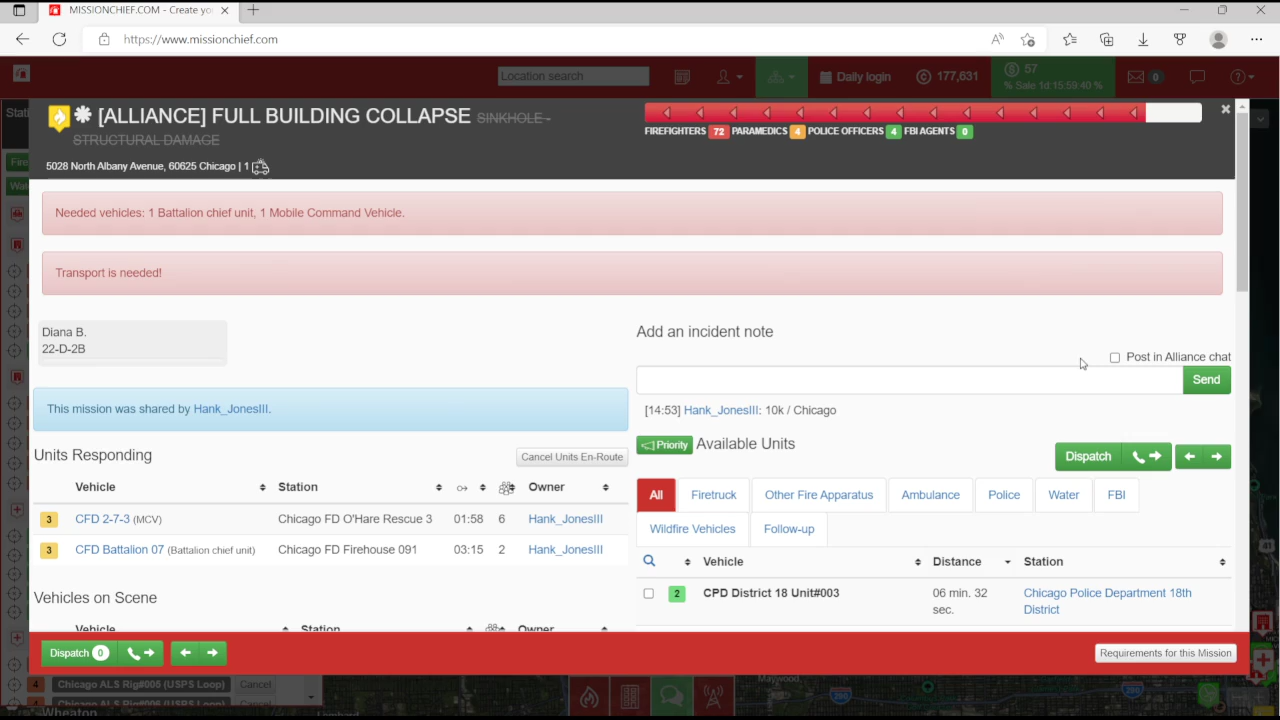 MISSIONCHIEF.COM - Create yo
https://www.missionchief.com
Location search
Daily login
177,631
57
% Sale 1d:15:59:40 %
0
Stati
Fire
Wat
[ALLIANCE] FULL BUILDING COLLAPSE SINKHOLE -
STRUCTURAL DAMAGE
5028 North Albany Avenue, 60625 Chicago | 1
FIREFIGHTERS 72 PARAMEDICS 4 POLICE OFFICERS 4 FBI AGENTS 0
Needed vehicles: 1 Battalion chief unit, 1 Mobile Command Vehicle.
Transport is needed!
Diana B.
22-D-2B
Add an incident note
Post in Alliance chat
Send
This mission was shared by Hank_JonesIII.
[14:53] Hank_JonesIII: 10k / Chicago
Priority Available Units
Dispatch
Units Responding
Cancel Units En-Route
Vehicle Station Owner
3 CFD 2-7-3 (MCV) Chicago FD O'Hare Rescue 3 01:58 6 Hank_JonesIII
3 CFD Battalion 07 (Battalion chief unit) Chicago FD Firehouse 091 03:15 2 Hank_JonesIII
All Firetruck Other Fire Apparatus Ambulance Police Water FBI
Wildfire Vehicles Follow-up
Vehicle Distance Station
2 CPD District 18 Unit#003 06 min. 32 sec. Chicago Police Department 18th District
Vehicles on Scene
Vehicle Station Owner
Dispatch 0
Requirements for this Mission
4 Chicago ALS Rig#005 (USPS Loop) Cancel
Chicago ALS Rig#006 (USPS Loop)
Wheaton
Maywood
290
290
41